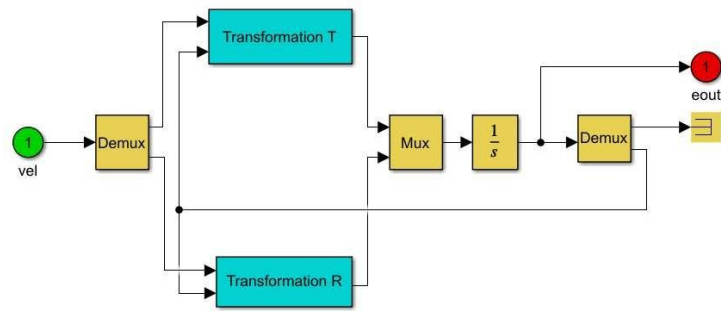 Transformation T
1
vel
Demux
Mux
1
s
Demux
1
eout
Transformation R